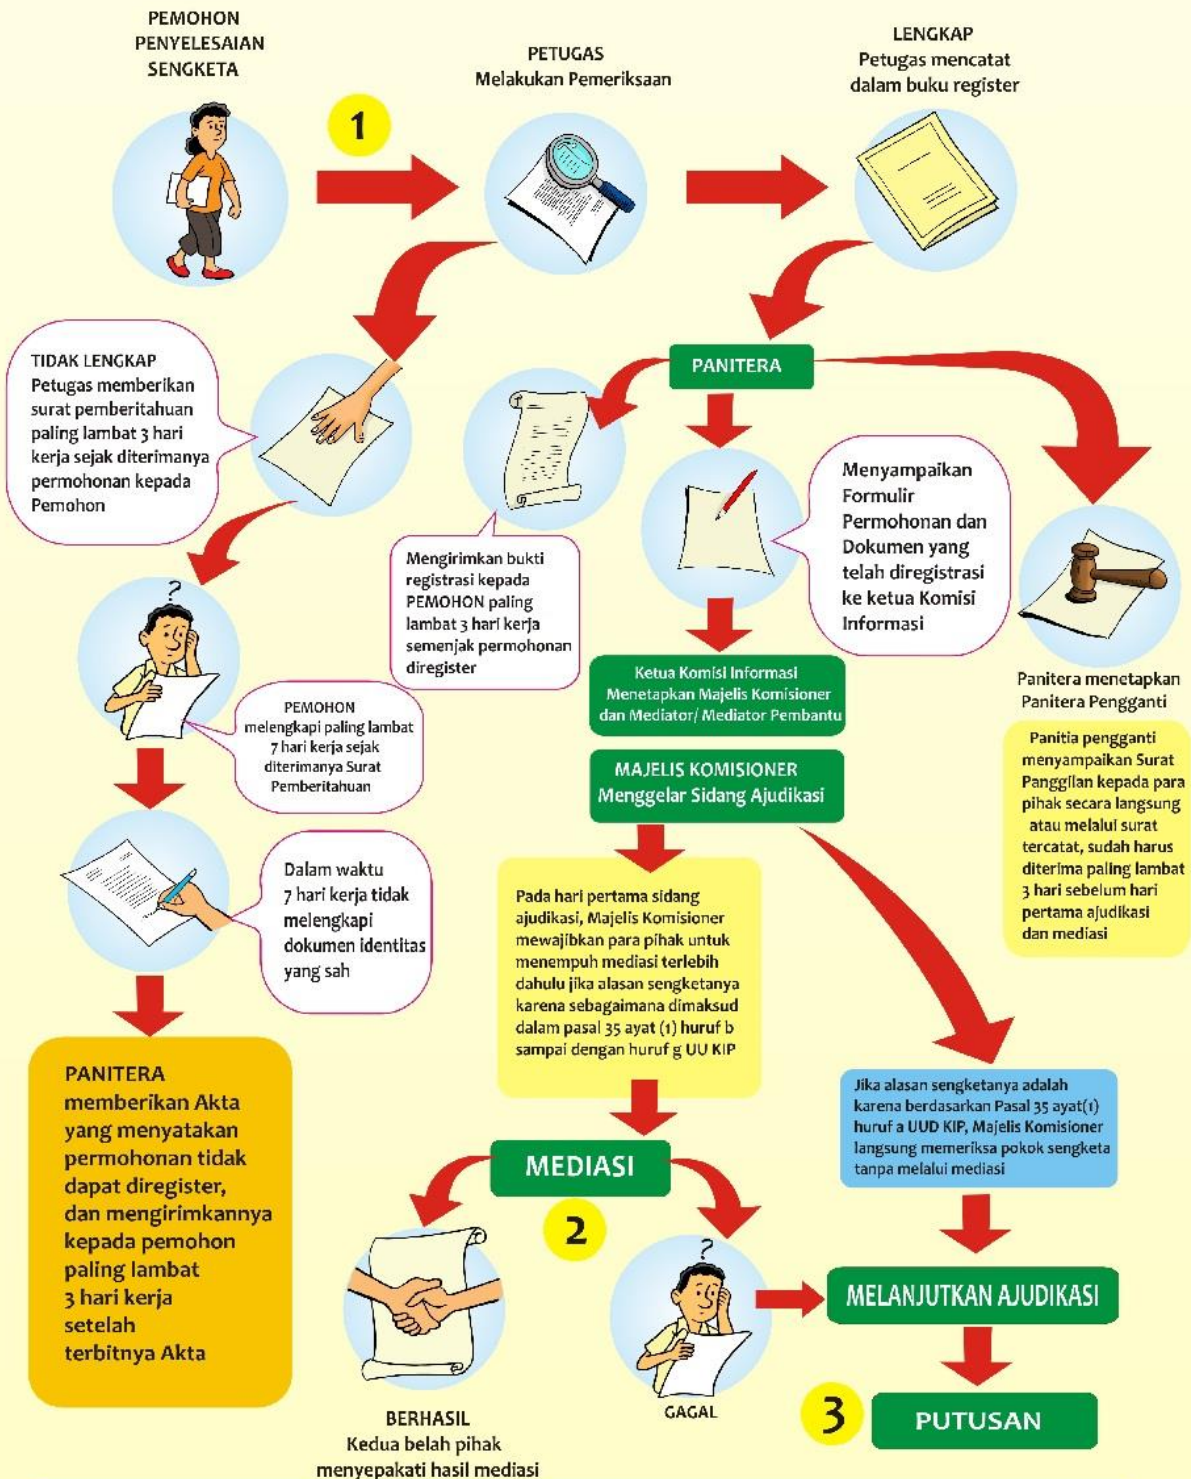 PEMOHON
PENYELESAIAN
SENGKETA
1
PETUGAS
Melakukan Pemeriksaan
LENGKAP
Petugas mencatat
dalam buku register
TIDAK LENGKAP
Petugas memberikan
surat pemberitahuan
paling lambat 3 hari
kerja sejak diterimanya
permohonan kepada
Pemohon
PANITERA
Mengirimkan bukti
registrasi kepada
PEMOHON paling
lambat 3 hari kerja
semenjak permohonan
diregister
Menyampaikan
Formulir
Permohonan dan
Dokumen yang
telah diregistrasi
ke ketua Komisi
Informasi
Panitera menetapkan
Panitera Pengganti
Panitia pengganti
menyampaikan Surat
Panggilan kepada para
pihak secara langsung
atau melalui surat
tercatat, sudah harus
diterima paling lambat
3 hari sebelum hari
pertama ajudikasi
dan mediasi
?
PEMOHON
melengkapi paling lambat
7 hari kerja sejak
diterimanya Surat
Pemberitahuan
Dalam waktu
7 hari kerja tidak
melengkapi
dokumen identitas
yang sah
PANITERA
memberikan Akta
yang menyatakan
permohonan tidak
dapat diregister,
dan mengirimkannya
kepada pemohon
paling lambat
3 hari kerja
setelah
terbitnya Akta
Ketua Komisi Informasi
Menetapkan Majelis Komisioner
dan Mediator/ Mediator Pembantu
MAJELIS KOMISIONER
Menggelar Sidang Ajudikasi
Pada hari pertama sidang
ajudikasi, Majelis Komisioner
mewajibkan para pihak untuk
menempuh mediasi terlebih
dahulu jika alasan sengketanya
karena sebagaimana dimaksud
dalam pasal 35 ayat (1) huruf b
sampai dengan huruf g UU KIP
Jika alasan sengketanya adalah
karena berdasarkan Pasal 35 ayat(1)
huruf a UUD KIP, Majelis Komisioner
langsung memeriksa pokok sengketa
tanpa melalui mediasi
MEDIASI
2
BERHASIL
Kedua belah pihak
menyepakati hasil mediasi
?
GAGAL
MELANJUTKAN AJUDIKASI
3
PUTUSAN